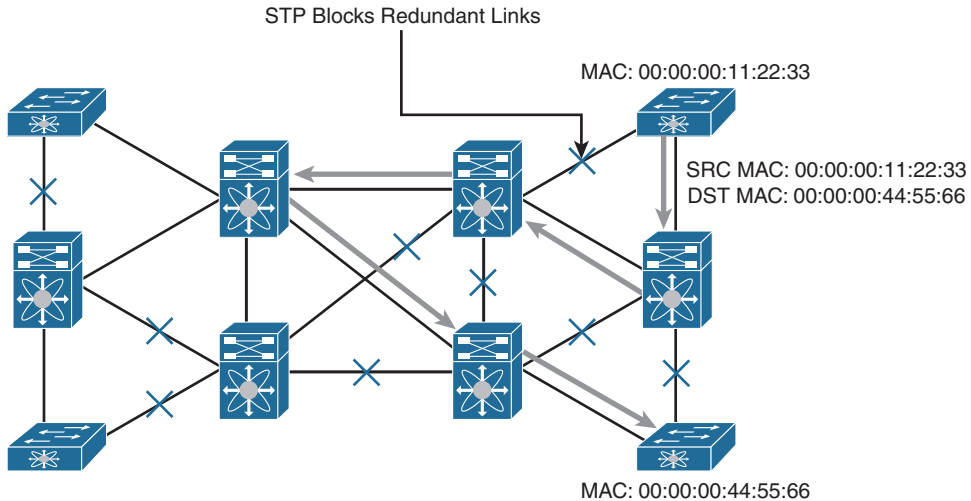 STP Blocks Redundant Links
MAC: 00:00:00:11:22:33
SRC MAC: 00:00:00:11:22:33
DST MAC: 00:00:00:44:55:66
MAC: 00:00:00:44:55:66